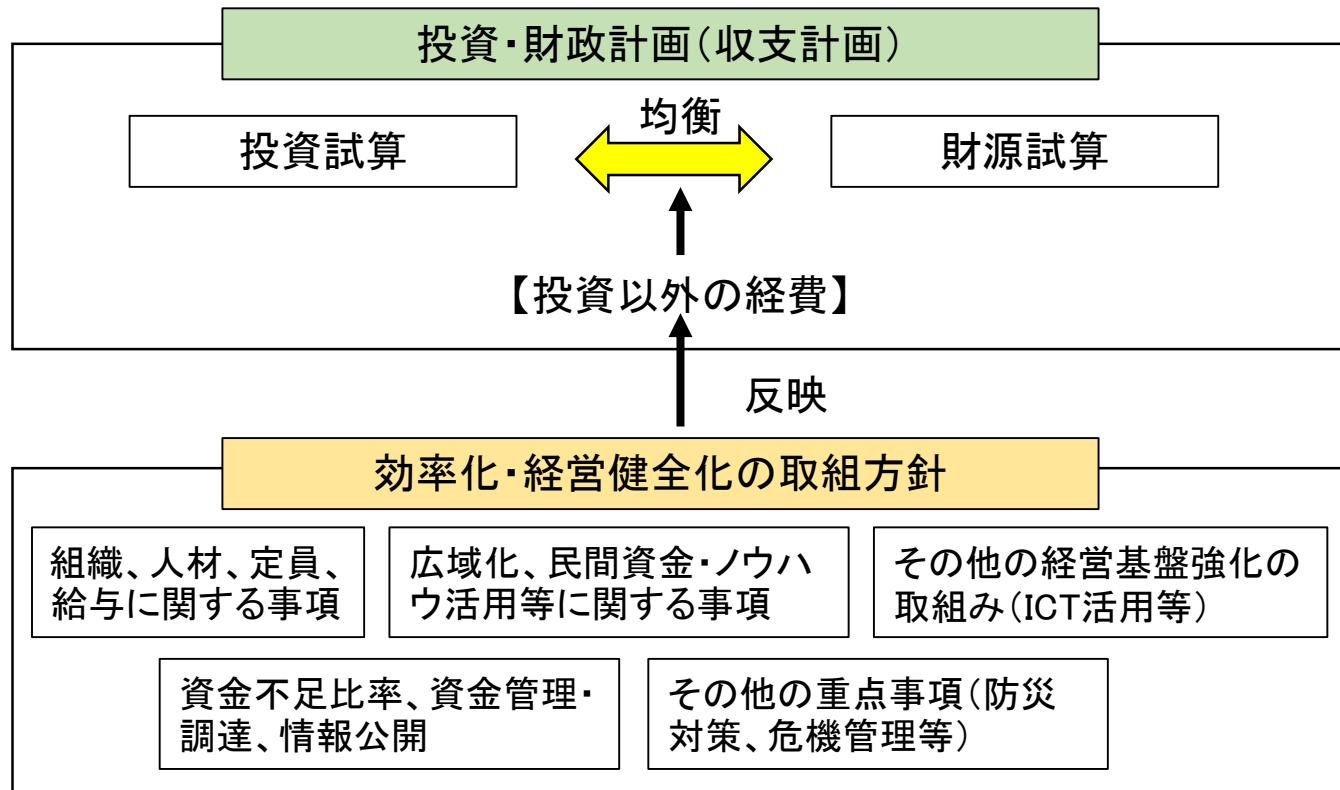 投資・財政計画（収支計画）
均衡
投資試算
財源試算
【投資以外の経費】
反映
効率化・経営健全化の取組方針
組織、人材、定員、
給与に関する事項
広域化、民間資金・ノウハ
ウ活用等に関する事項
その他の経営基盤強化の
取組み（ICT活用等）
資金不足比率、資金管理・
調達、情報公開
その他の重点事項（防災
対策、危機管理等）